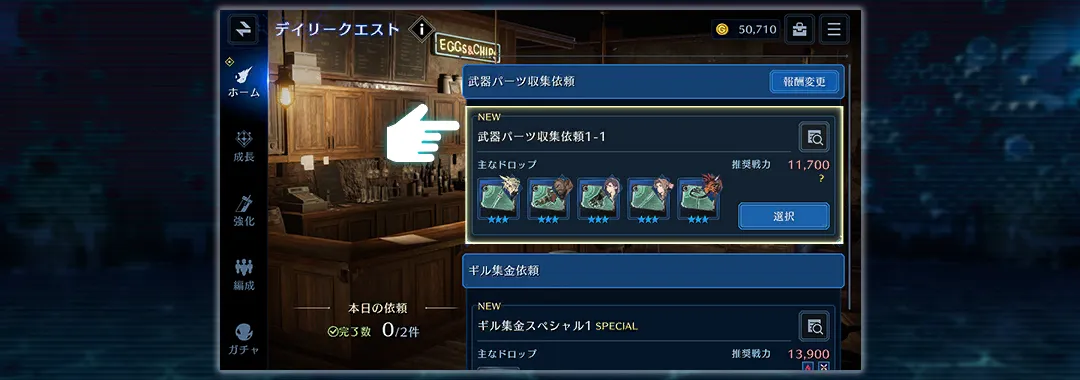 デイリークエスト
i
50,710
EGGS&CHIPS
ホーム
成長
強化
編成
ガチャ
武器パーツ収集依頼
報酬変更
NEW
武器パーツ収集依頼1-1
主なドロップ
推奨戦力 11,700
?
★★★ ★★★ ★★★ ★★★ ★★★
選択
ギル集金依頼
NEW
ギル集金スペシャル1 SPECIAL
主なドロップ
推奨戦力 13,900
本日の依頼
完了数 0/2件